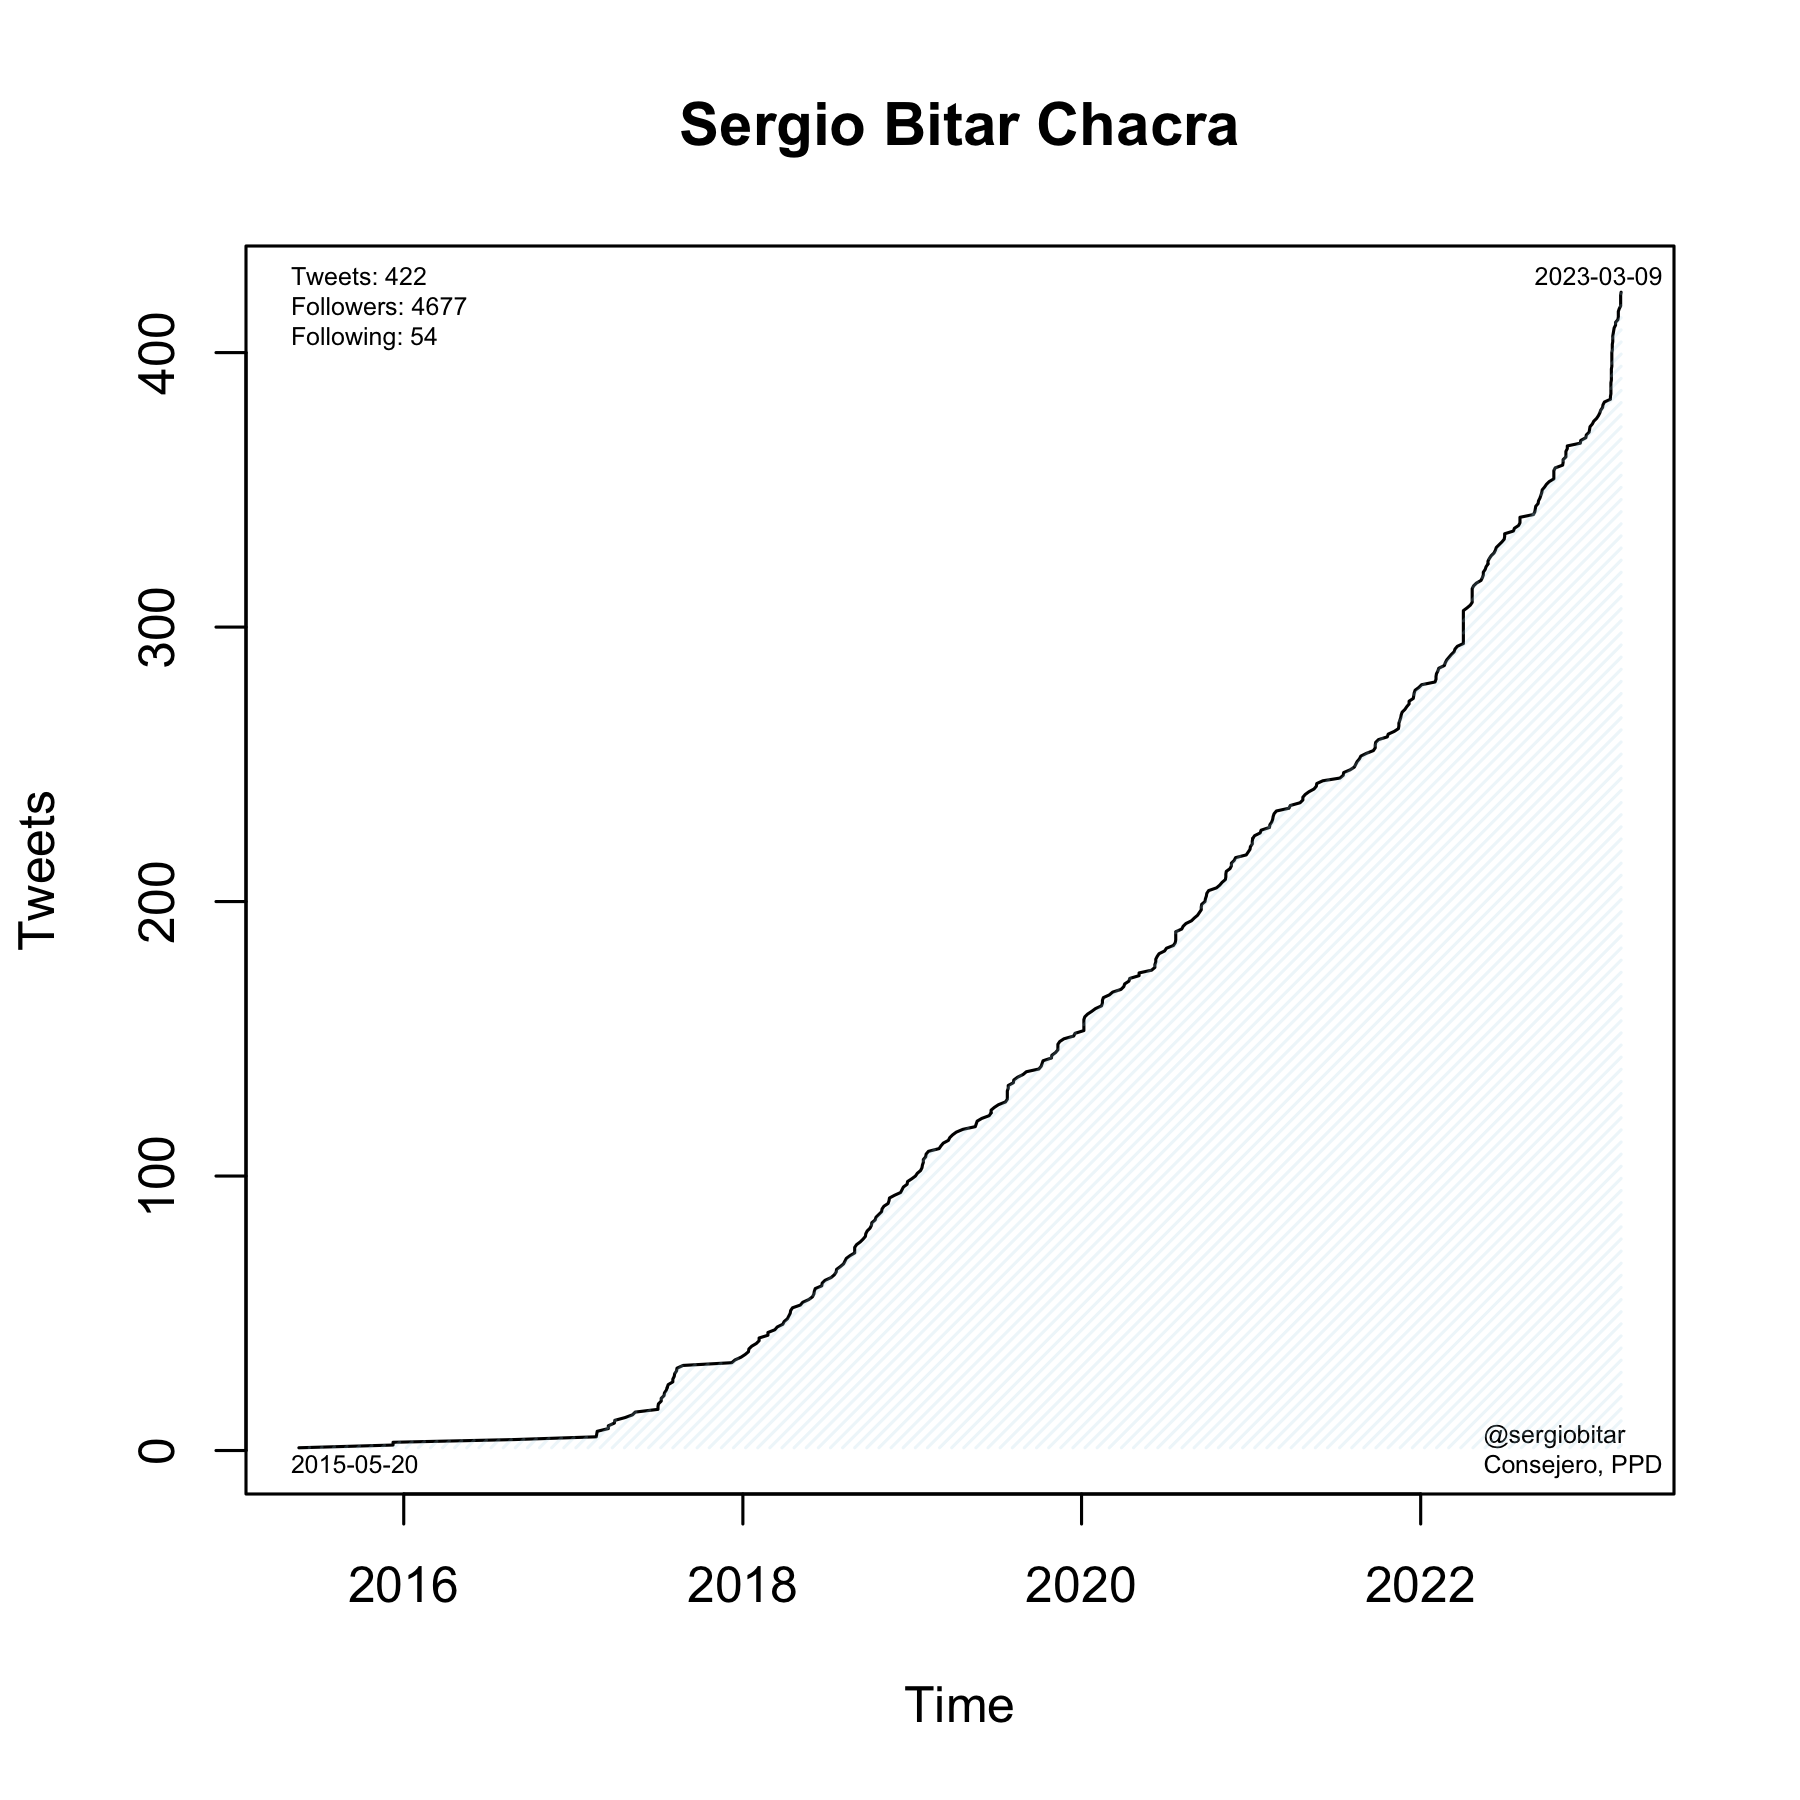 Sergio Bitar Chacra
Tweets: 422
Followers: 4677
Following: 54
2023-03-09
400
300
200
100
0
Tweets
2015-05-20
@sergiobitar
Consejero, PPD
2016 2018 2020 2022
Time